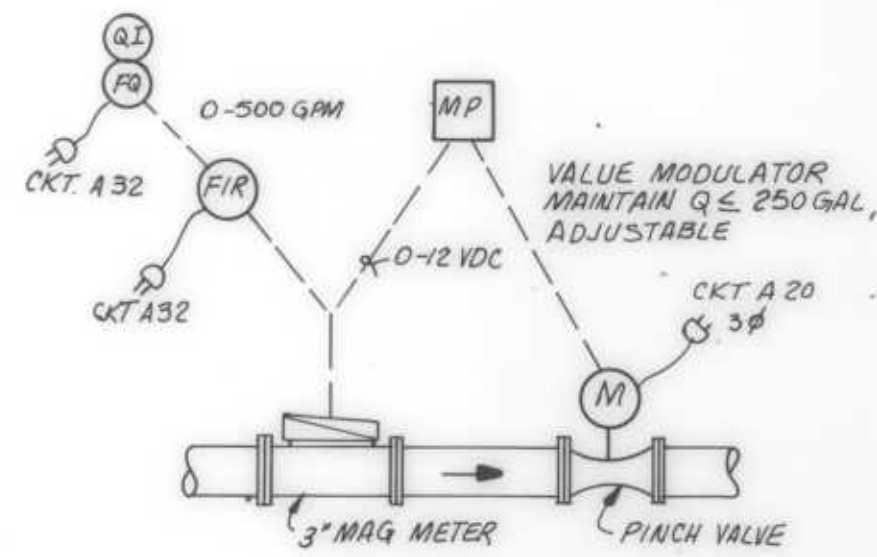 QI
FQ
0-500 GPM
MP
CKT. A 32
FIR
VALUE MODULATOR
MAINTAIN Q ≤ 250 GAL,
ADJUSTABLE
0-12 VDC
CKT A32
CKT A 20
3Ø
M
3" MAG METER
PINCH VALVE